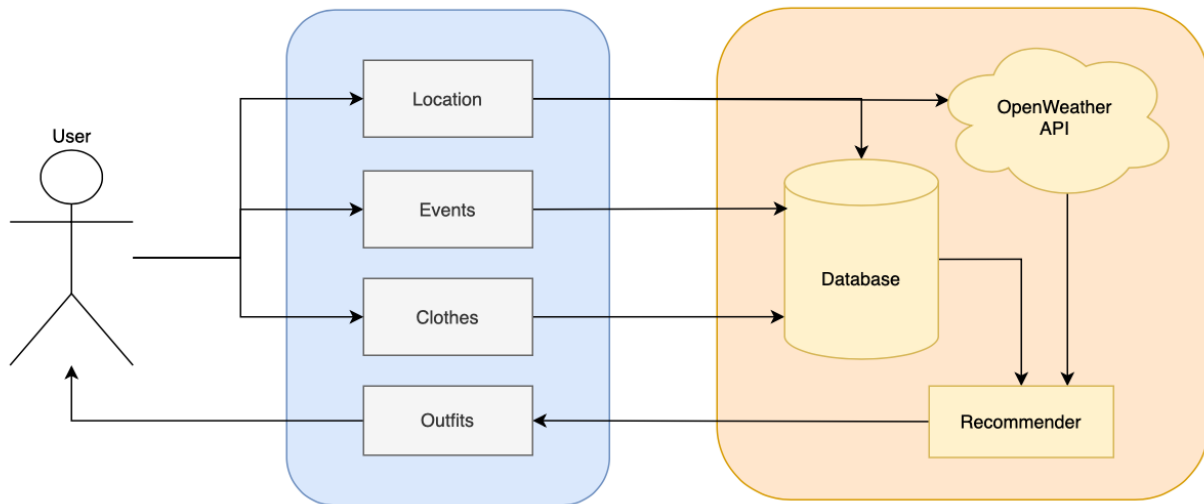 User
Location
Events
Clothes
Outfits
OpenWeather
API
Database
Recommender